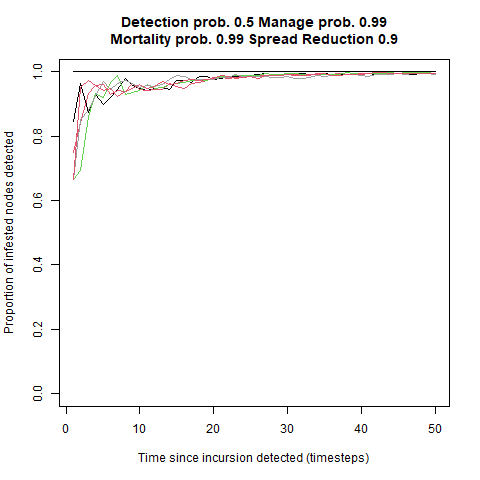 Detection prob. 0.5 Manage prob. 0.99
Mortality prob. 0.99 Spread Reduction 0.9
Proportion of infested nodes detected
1.0
0.8
0.6
0.4
0.2
0.0
0 10 20 30 40 50
Time since incursion detected (timesteps)